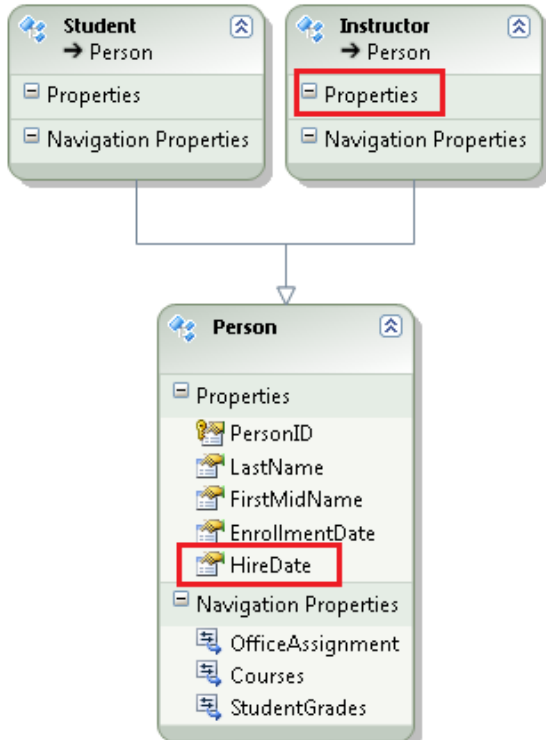 Student
→ Person
Properties
Navigation Properties
Instructor
→ Person
Properties
Navigation Properties
Person
Properties
PersonID
LastName
FirstMidName
EnrollmentDate
HireDate
Navigation Properties
OfficeAssignment
Courses
StudentGrades